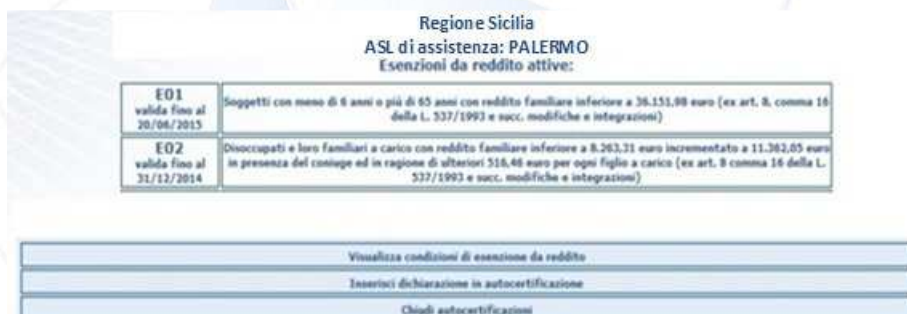 Regione Sicilia
ASL di assistenza: PALERMO
Esenzioni da reddito attive:
E01
valida fino al
20/06/2015
Soggetti con meno di 6 anni o più di 65 anni con reddito familiare inferiore a 36.151,98 euro (ex art. 8, comma 16
della L. 537/1993 e succ. modifiche e integrazioni)
E02
valida fino al
31/12/2014
Disoccupati e loro familiari a carico con reddito familiare inferiore a 8.263,31 euro incrementato a 11.362,05 euro
in presenza del coniuge ed in ragione di ulteriori 516,46 euro per ogni figlio a carico (ex art. 8 comma 16 della L.
537/1993 e succ. modifiche e integrazioni)
Visualizza condizioni di esenzione da reddito
Inserisci dichiarazione in autocertificazione
Chiudi autocertificazioni